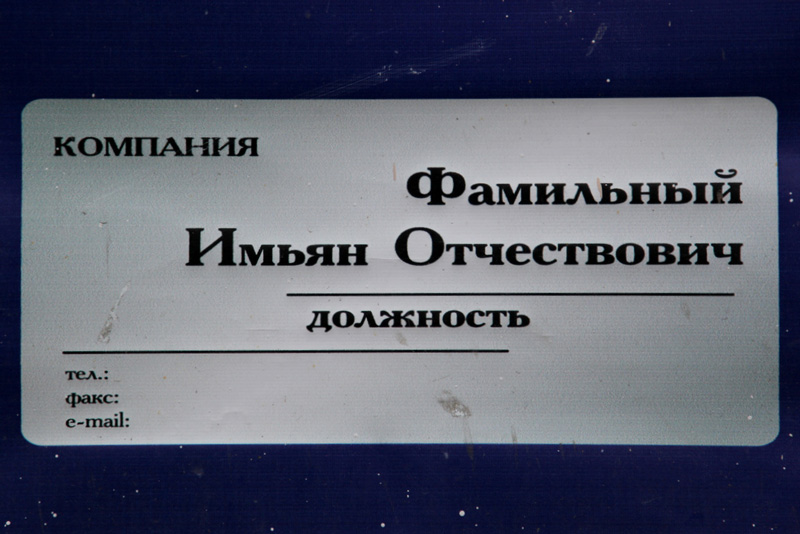 КОМПАНИЯ
Фамильный
Имьян Отчествович
должность
тел.:
факс:
e-mail: